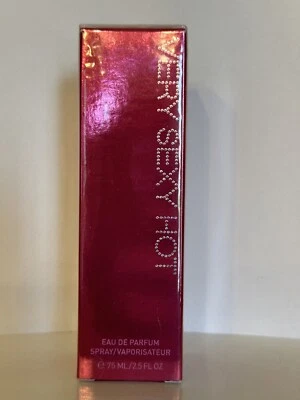 VERY SEXY HOT
EAU DE PARFUM
SPRAY/VAPORISATEUR
℮ 75 ML/2.5 FL OZ